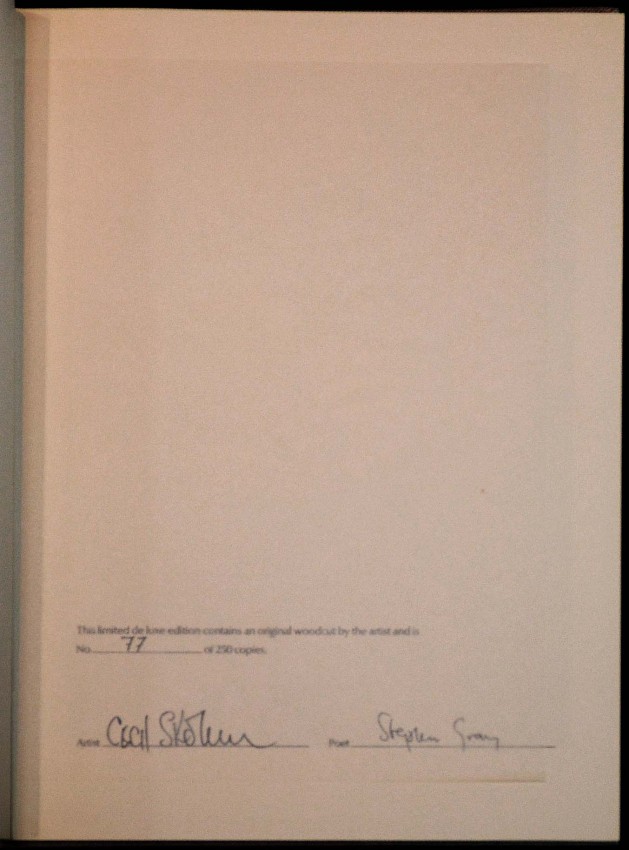 This limited de luxe edition contains an original woodcut by the artist and is
No. 77 of 250 copies.
Artist Cecil Skotnes Poet Stephen Gray